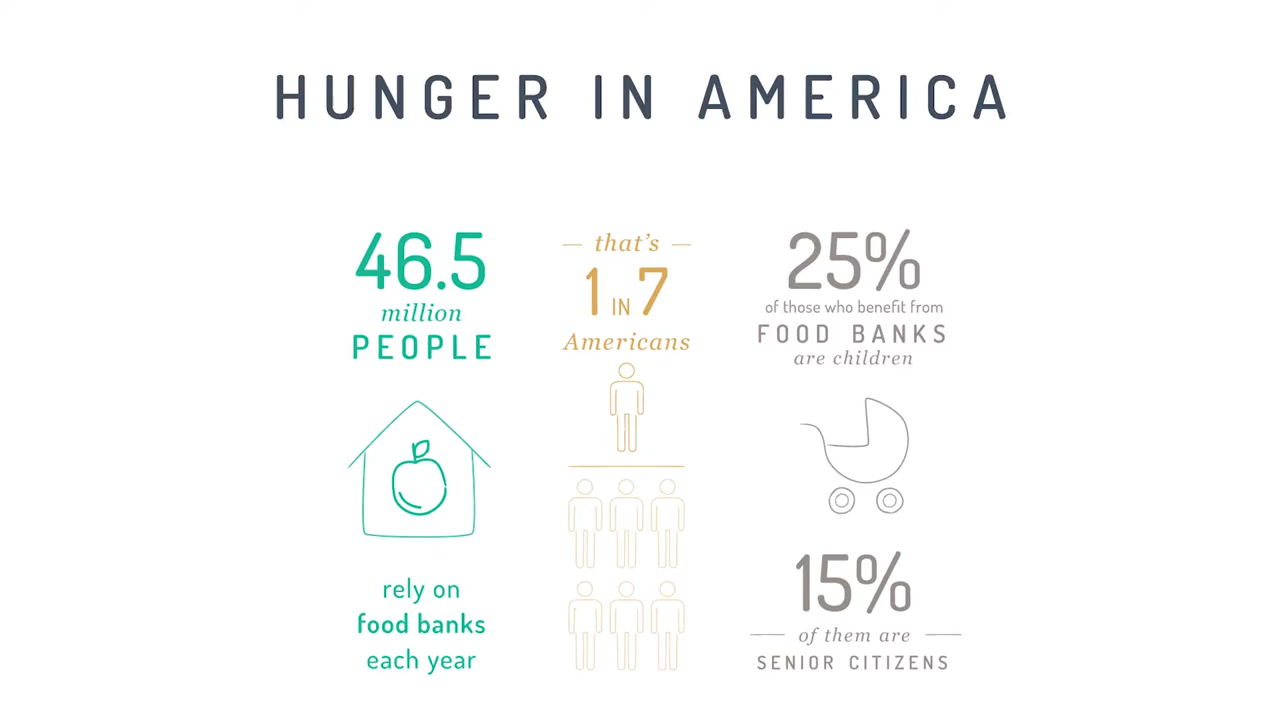 HUNGER IN AMERICA
46.5
million
PEOPLE
rely on
food banks
each year
that's
1 IN 7
Americans
25%
of those who benefit from
FOOD BANKS
are children
15%
of them are
SENIOR CITIZENS